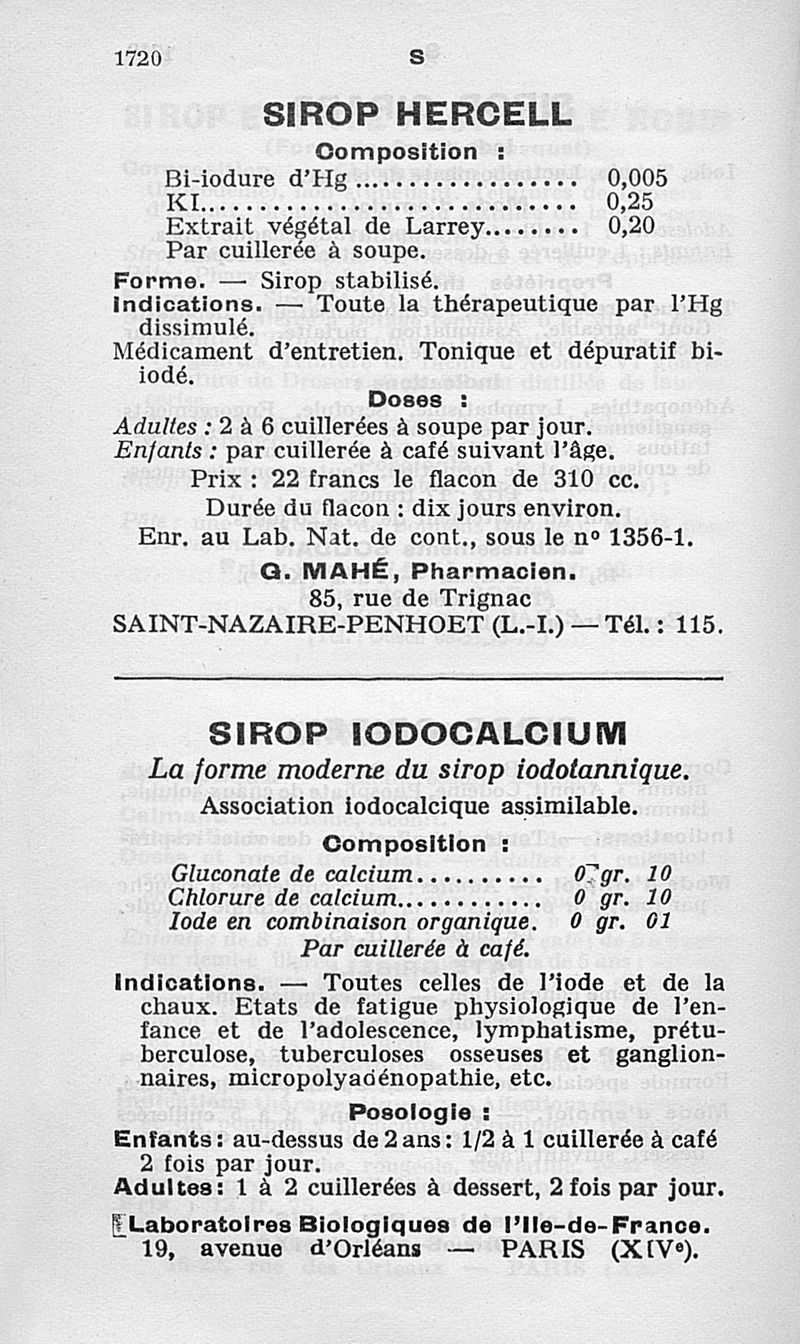 1720 S
SIROP HERCELL
Composition :
Bi-iodure d'Hg .................. 0,005
KI.............................. 0,25
Extrait végétal de Larrey........ 0,20
Par cuillerée à soupe.
Forme. — Sirop stabilisé.
Indications. — Toute la thérapeutique par l'Hg
dissimulé.
Médicament d'entretien. Tonique et dépuratif bi-
iodé.
Doses :
Adultes : 2 à 6 cuillerées à soupe par jour.
Enfants : par cuillerée à café suivant l'âge.
Prix : 22 francs le flacon de 310 cc.
Durée du flacon : dix jours environ.
Enr. au Lab. Nat. de cont., sous le nº 1356-1.
G. MAHÉ, Pharmacien.
85, rue de Trignac
SAINT-NAZAIRE-PENHOET (L.-I.) — Tél. : 115.
SIROP IODOCALCIUM
La forme moderne du sirop iodotannique.
Association iodocalcique assimilable.
Composition :
Gluconate de calcium........... 0 gr. 10
Chlorure de calcium............. 0 gr. 10
Iode en combinaison organique. 0 gr. 01
Par cuillerée à café.
Indications. — Toutes celles de l'iode et de la
chaux. Etats de fatigue physiologique de l'en-
fance et de l'adolescence, lymphatisme, prétu-
berculose, tuberculoses osseuses et ganglion-
naires, micropolyadénopathie, etc.
Posologie :
Enfants : au-dessus de 2 ans : 1/2 à 1 cuillerée à café
2 fois par jour.
Adultes : 1 à 2 cuillerées à dessert, 2 fois par jour.
Laboratoires Biologiques de l'Ile-de-France.
19, avenue d'Orléans — PARIS (XIVe).